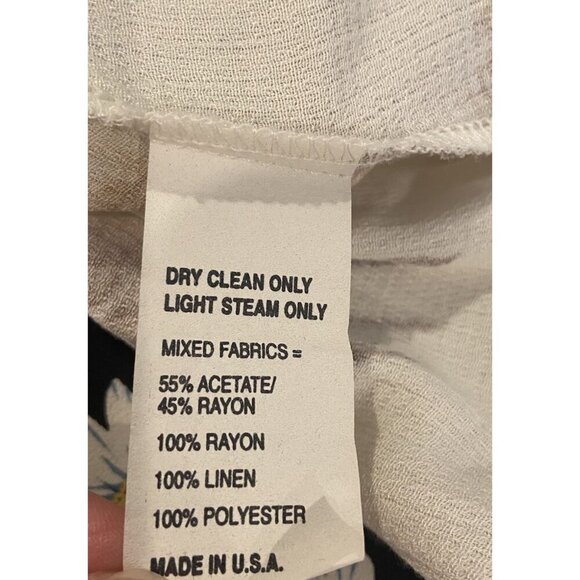 DRY CLEAN ONLY
LIGHT STEAM ONLY
MIXED FABRICS =
55% ACETATE/
45% RAYON
100% RAYON
100% LINEN
100% POLYESTER
MADE IN U.S.A.